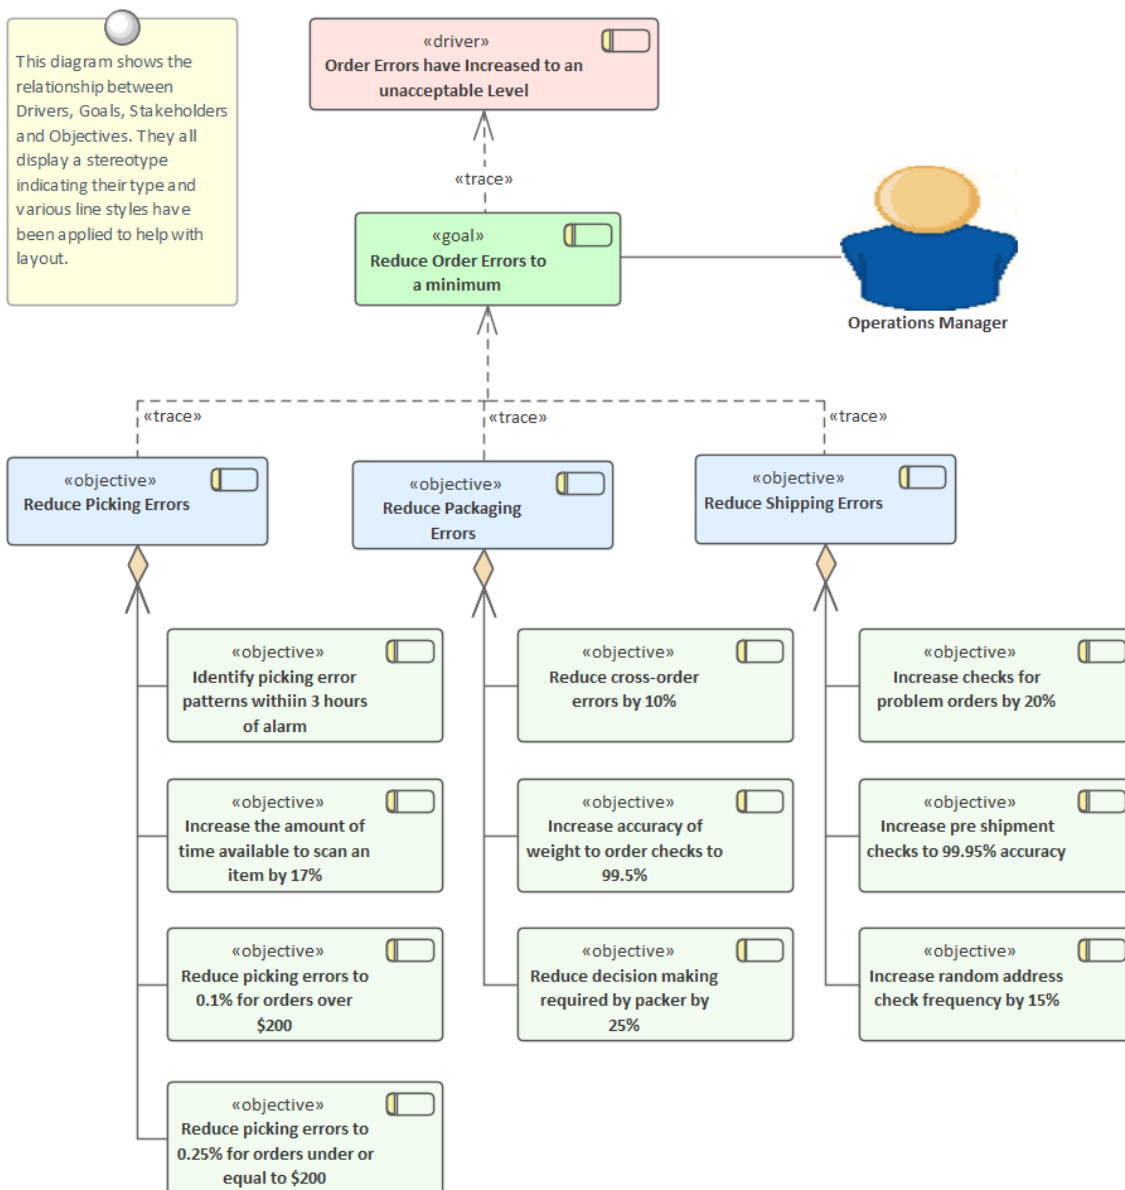 This diagram shows the
relationship between
Drivers, Goals, Stakeholders
and Objectives. They all
display a stereotype
indicating their type and
various line styles have
been applied to help with
layout.
«driver»
Order Errors have Increased to an
unacceptable Level
«trace»
«goal»
Reduce Order Errors to
a minimum
Operations Manager
«trace»
«trace»
«trace»
«objective»
Reduce Picking Errors
«objective»
Reduce Packaging
Errors
«objective»
Reduce Shipping Errors
«objective»
Identify picking error
patterns withiin 3 hours
of alarm
«objective»
Reduce cross-order
errors by 10%
«objective»
Increase checks for
problem orders by 20%
«objective»
Increase the amount of
time available to scan an
item by 17%
«objective»
Increase accuracy of
weight to order checks to
99.5%
«objective»
Increase pre shipment
checks to 99.95% accuracy
«objective»
Reduce picking errors to
0.1% for orders over
$200
«objective»
Reduce decision making
required by packer by
25%
«objective»
Increase random address
check frequency by 15%
«objective»
Reduce picking errors to
0.25% for orders under or
equal to $200